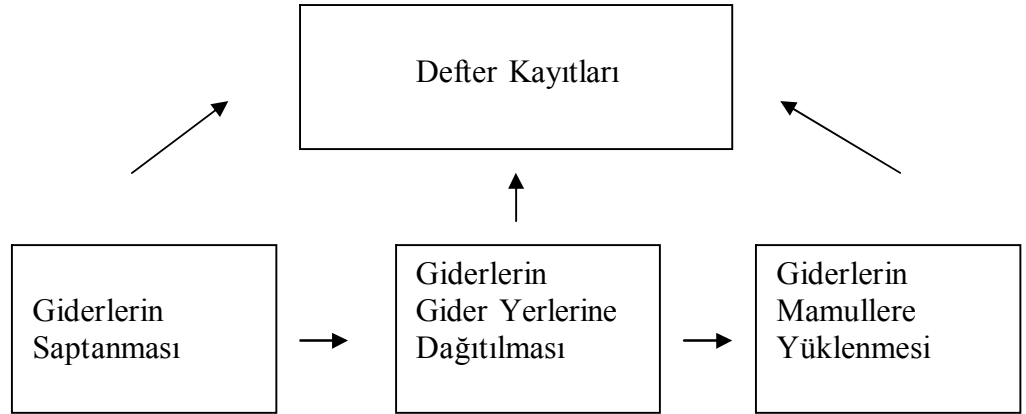 Defter Kayıtları
Giderlerin
Saptanması
Giderlerin
Gider Yerlerine
Dağıtılması
Giderlerin
Mamullere
Yüklenmesi